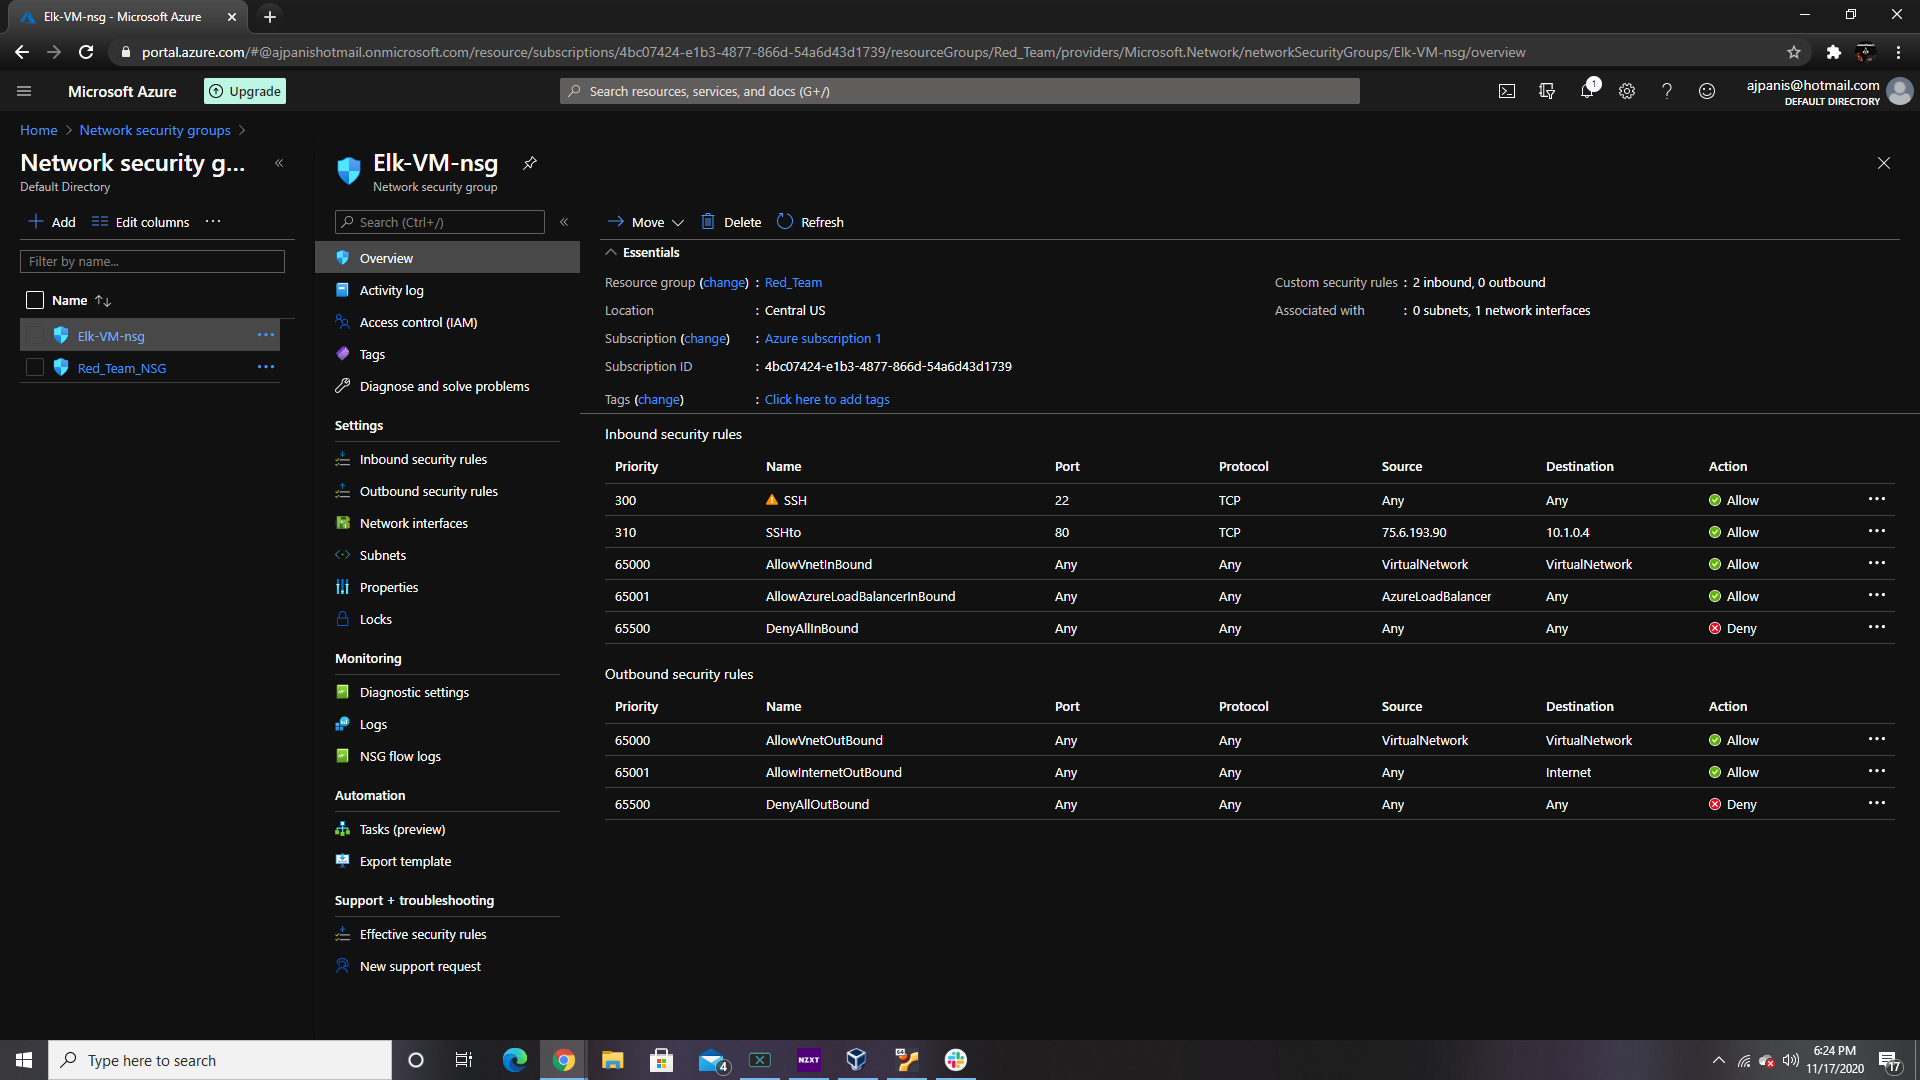 Elk-VM-nsg - Microsoft Azure
portal.azure.com/#@ajpanishotmail.onmicrosoft.com/resource/subscriptions/4bc07424-e1b3-4877-866d-54a6d43d1739/resourceGroups/Red_Team/providers/Microsoft.Network/networkSecurityGroups/Elk-VM-nsg/overview
Microsoft Azure
Upgrade
Search resources, services, and docs (G+/)
1
ajpanis@hotmail.com
DEFAULT DIRECTORY
Home > Network security groups >
Network security g...
Default Directory
Add
Edit columns
Filter by name...
Name
Elk-VM-nsg
Red_Team_NSG
Elk-VM-nsg
Network security group
Search (Ctrl+/)
Overview
Activity log
Access control (IAM)
Tags
Diagnose and solve problems
Settings
Inbound security rules
Outbound security rules
Network interfaces
Subnets
Properties
Locks
Monitoring
Diagnostic settings
Logs
NSG flow logs
Automation
Tasks (preview)
Export template
Support + troubleshooting
Effective security rules
New support request
Move
Delete
Refresh
Essentials
Resource group (change) : Red_Team
Location : Central US
Subscription (change) : Azure subscription 1
Subscription ID : 4bc07424-e1b3-4877-866d-54a6d43d1739
Tags (change) : Click here to add tags
Custom security rules : 2 inbound, 0 outbound
Associated with : 0 subnets, 1 network interfaces
Inbound security rules
Priority Name Port Protocol Source Destination Action
300 SSH 22 TCP Any Any Allow
310 SSHto 80 TCP 75.6.193.90 10.1.0.4 Allow
65000 AllowVnetInBound Any Any VirtualNetwork VirtualNetwork Allow
65001 AllowAzureLoadBalancerInBound Any Any AzureLoadBalancer Any Allow
65500 DenyAllInBound Any Any Any Any Deny
Outbound security rules
Priority Name Port Protocol Source Destination Action
65000 AllowVnetOutBound Any Any VirtualNetwork VirtualNetwork Allow
65001 AllowInternetOutBound Any Any Any Internet Allow
65500 DenyAllOutBound Any Any Any Any Deny
Type here to search
4
NZXT
6:24 PM
11/17/2020
17